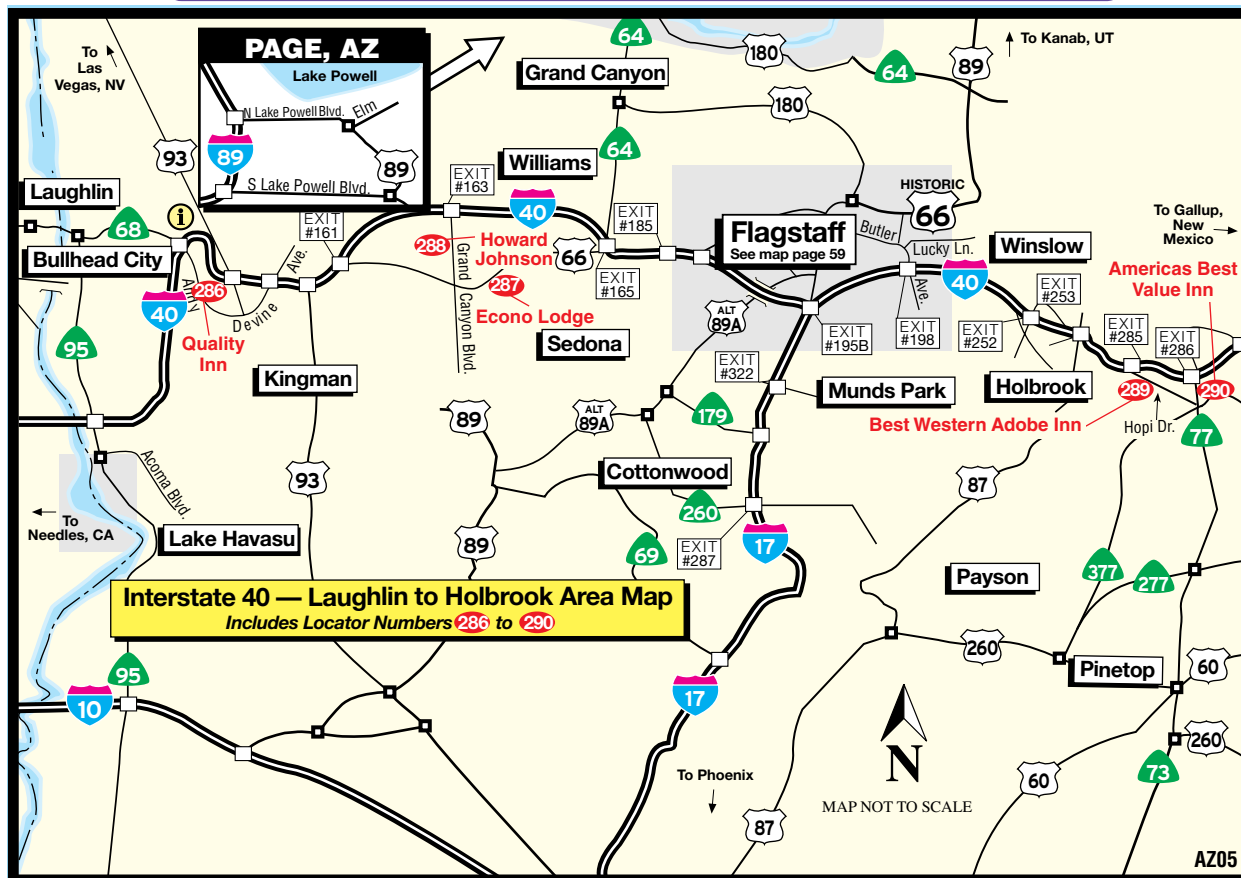 PAGE, AZ
Lake Powell
N Lake Powell Blvd.
Elm
89
89
S Lake Powell Blvd.
To
Las
Vegas, NV
64
Grand Canyon
180
64
89
To Kanab, UT
180
93
64
Williams
EXIT
#163
40
EXIT
#185
HISTORIC
66
Laughlin
68
i
EXIT
#161
Bullhead City
288
Howard
Johnson
66
EXIT
#165
Flagstaff
See map page 59
Butler
Ave.
Lucky Ln.
Winslow
40
To Gallup,
New
Mexico
Americas Best
Value Inn
286
Army
Ave.
Devine
Quality
Inn
40
95
Grand Canyon Blvd.
287
Econo Lodge
Sedona
ALT
89A
EXIT
#195B
EXIT
#198
EXIT
#252
EXIT
#253
EXIT
#285
EXIT
#286
Kingman
EXIT
#322
Munds Park
Holbrook
289
290
Best Western Adobe Inn
Hopi Dr.
77
89
ALT
89A
179
Cottonwood
93
87
Acoma Blvd.
To
Needles, CA
Lake Havasu
89
260
69
EXIT
#287
17
377
277
Payson
Interstate 40 — Laughlin to Holbrook Area Map
Includes Locator Numbers 286 to 290
95
10
17
260
Pinetop
60
260
73
60
87
To Phoenix
N
MAP NOT TO SCALE
AZ05